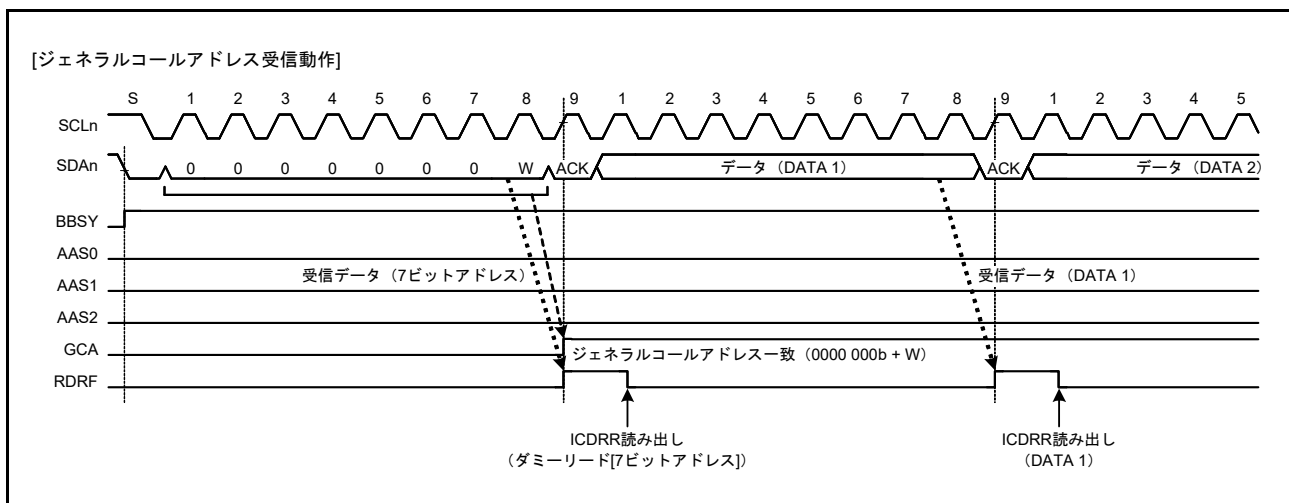 [ジェネラルコールアドレス受信動作]
S 1 2 3 4 5 6 7 8 9 1 2 3 4 5 6 7 8 9 1 2 3 4 5
SCLn
SDAn 0 0 0 0 0 0 0 W ACK データ（DATA 1） ACK データ（DATA 2）
BBSY
AAS0
受信データ（7ビットアドレス） 受信データ（DATA 1）
AAS1
AAS2
GCA ジェネラルコールアドレス一致（0000 000b + W）
RDRF
ICDRR読み出し
（ダミーリード[7ビットアドレス]）
ICDRR読み出し
（DATA 1）